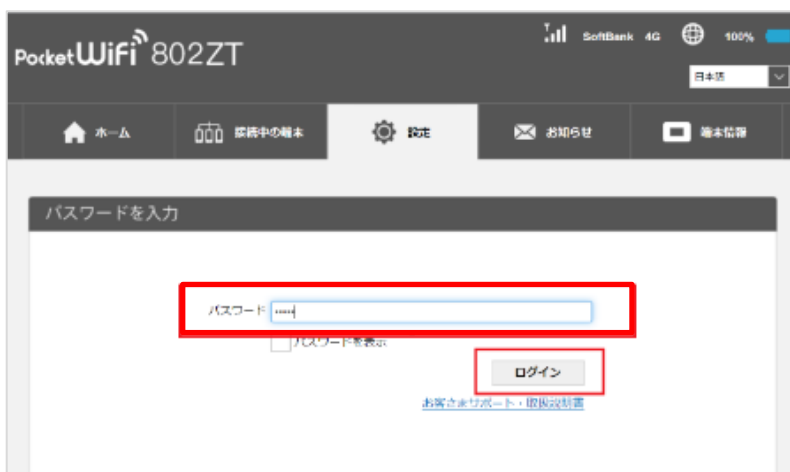 SoftBank 4G 100%
PocketWiFi 802ZT
日本語
ホーム 接続中の端末 設定 お知らせ 端末情報
パスワードを入力
パスワード •••••
パスワードを表示
ログイン
お客さまサポート・取扱説明書